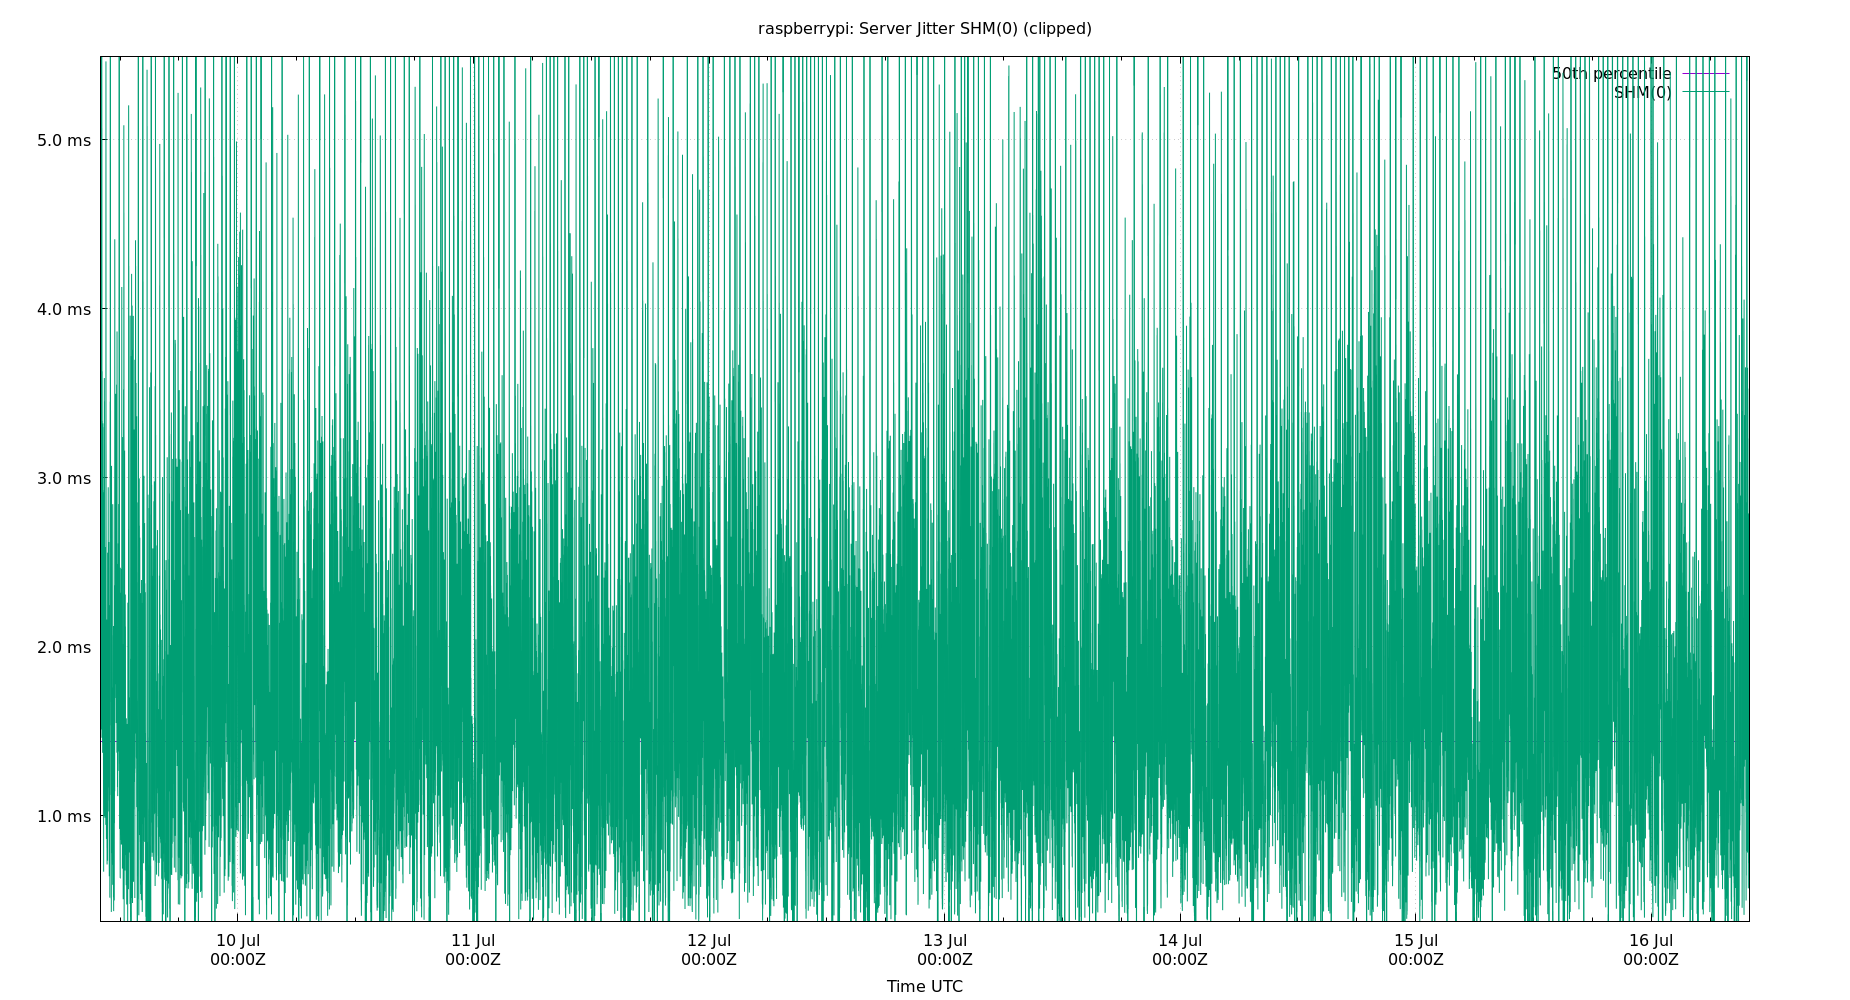 raspberrypi: Server Jitter SHM(0) (clipped)
50th percentile
SHM(0)
5.0 ms
4.0 ms
3.0 ms
2.0 ms
1.0 ms
10 Jul 11 Jul 12 Jul 13 Jul 14 Jul 15 Jul 16 Jul
00:00Z 00:00Z 00:00Z 00:00Z 00:00Z 00:00Z 00:00Z
Time UTC